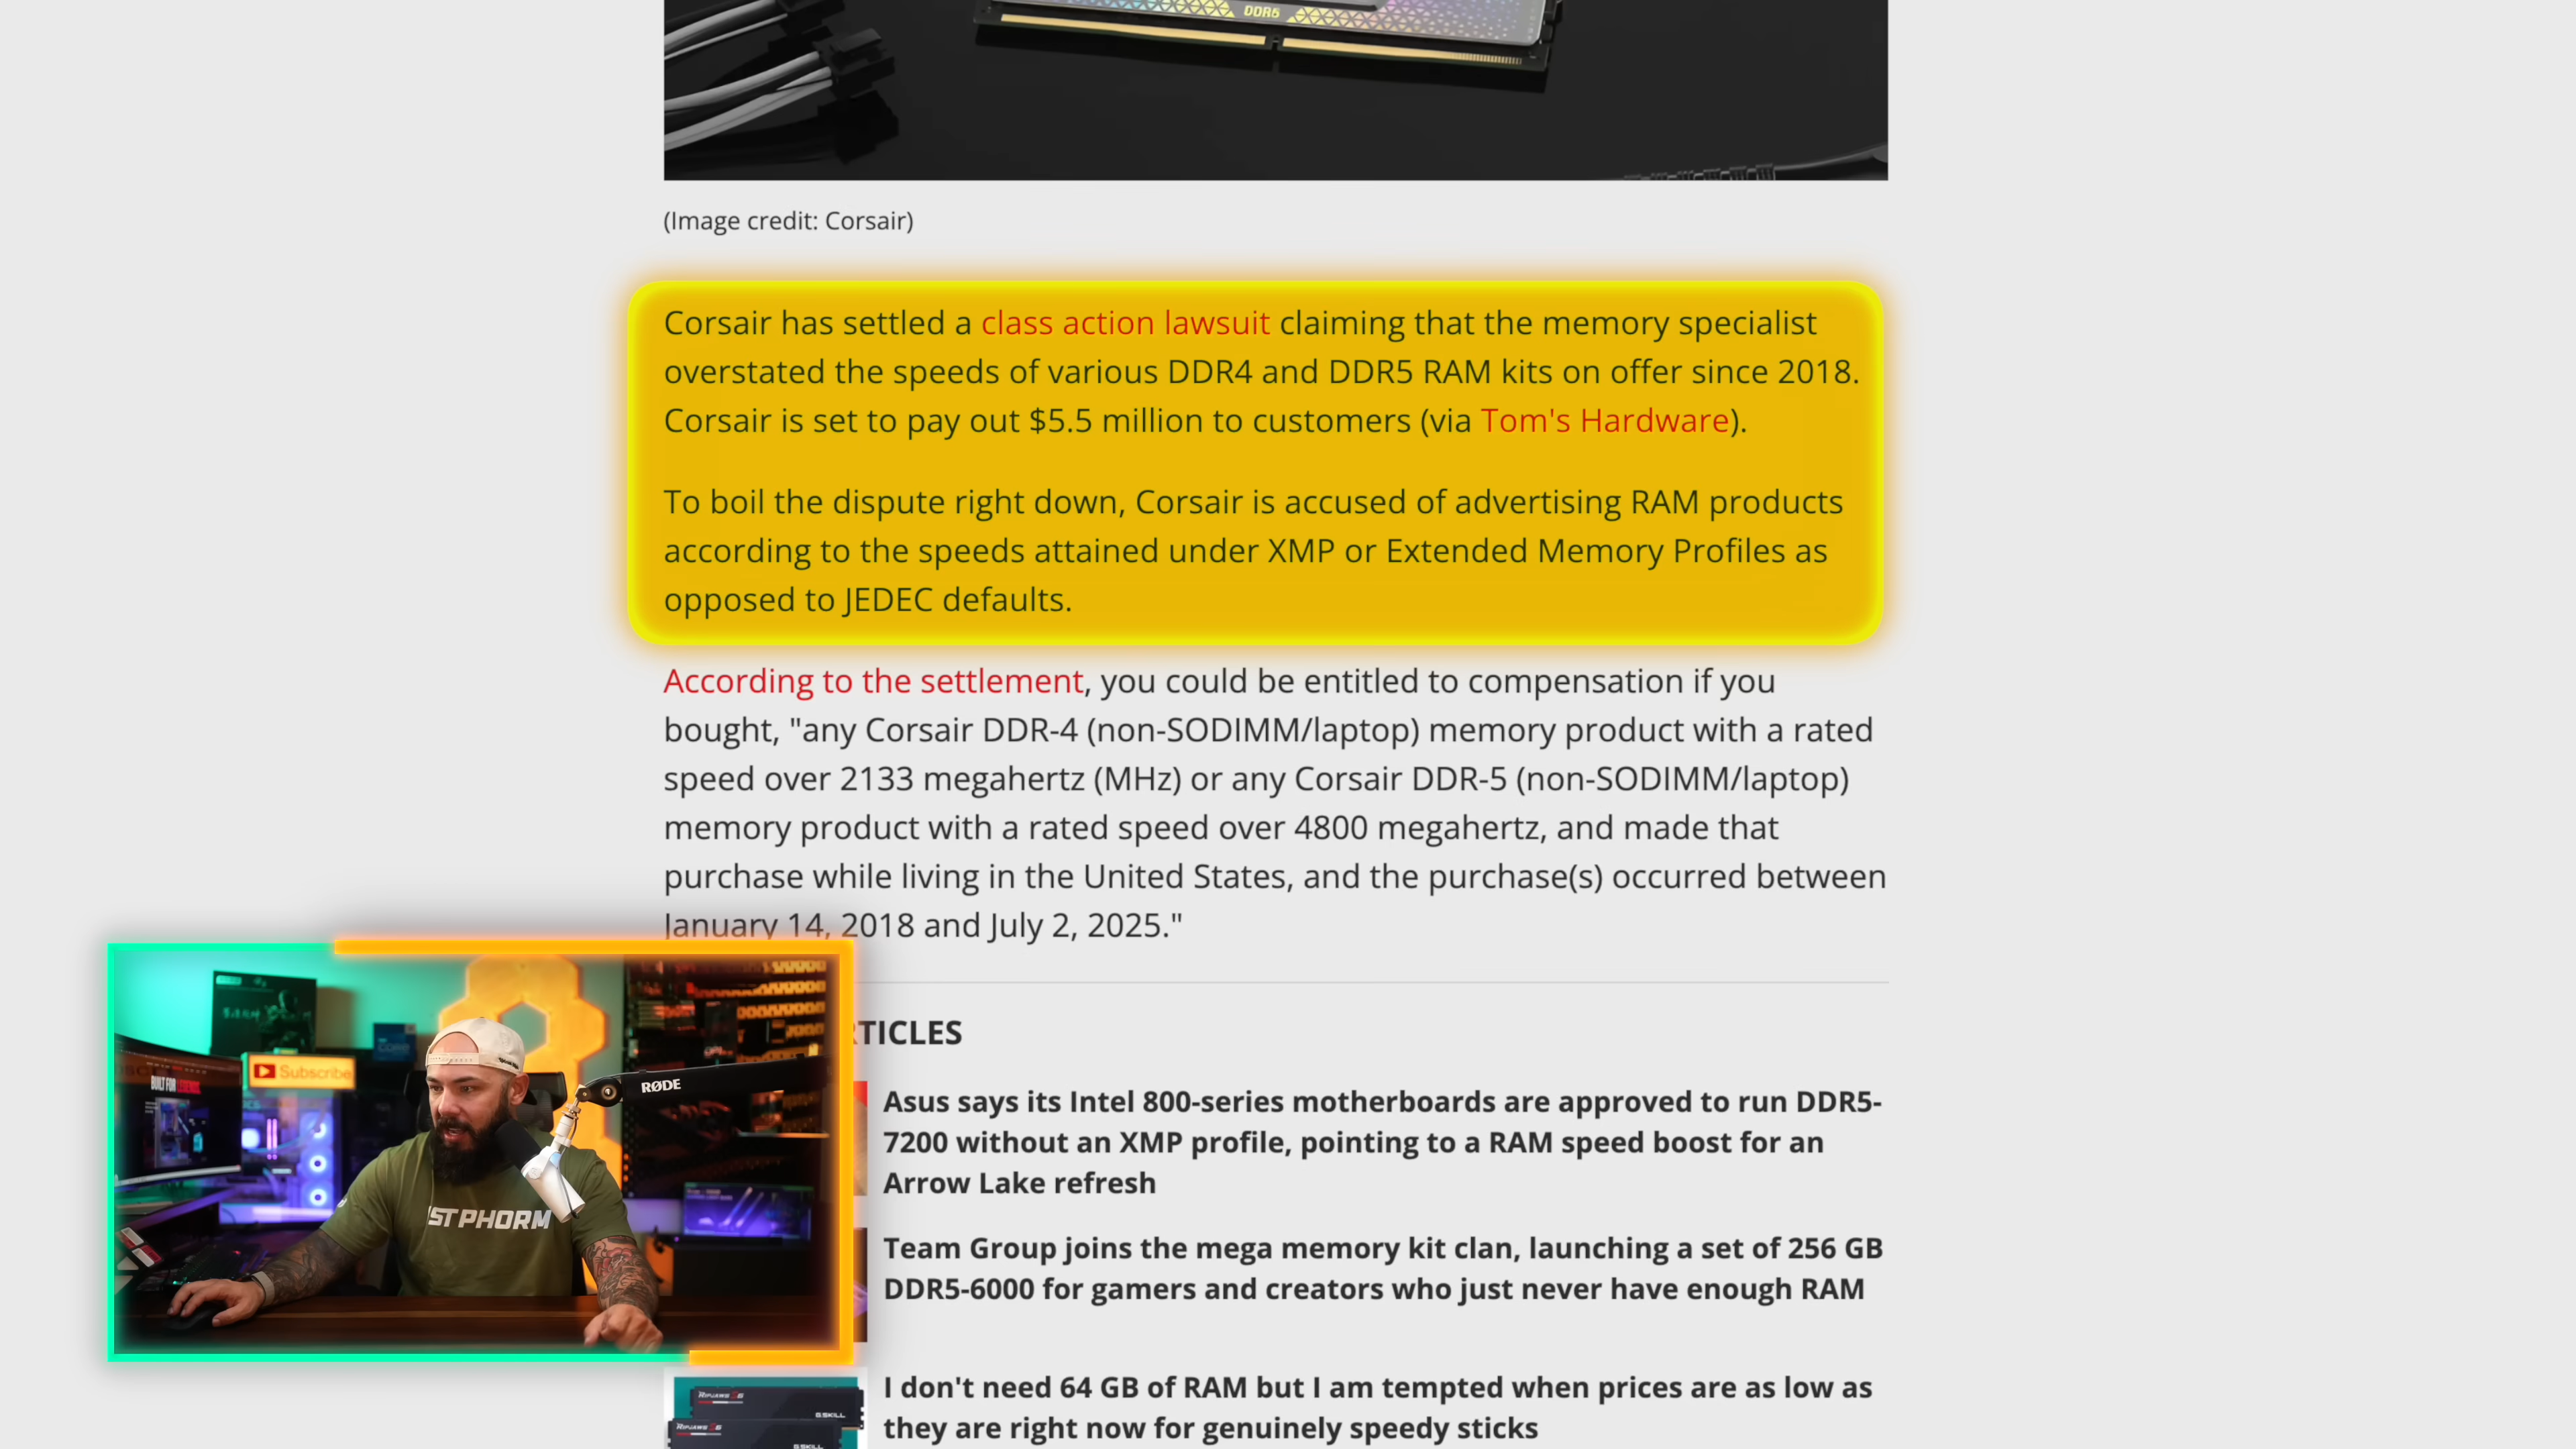 DDR5
(Image credit: Corsair)
Corsair has settled a class action lawsuit claiming that the memory specialist
overstated the speeds of various DDR4 and DDR5 RAM kits on offer since 2018.
Corsair is set to pay out $5.5 million to customers (via Tom's Hardware).
To boil the dispute right down, Corsair is accused of advertising RAM products
according to the speeds attained under XMP or Extended Memory Profiles as
opposed to JEDEC defaults.
According to the settlement, you could be entitled to compensation if you
bought, "any Corsair DDR-4 (non-SODIMM/laptop) memory product with a rated
speed over 2133 megahertz (MHz) or any Corsair DDR-5 (non-SODIMM/laptop)
memory product with a rated speed over 4800 megahertz, and made that
purchase while living in the United States, and the purchase(s) occurred between
January 14, 2018 and July 2, 2025."
TICLES
Asus says its Intel 800-series motherboards are approved to run DDR5-
7200 without an XMP profile, pointing to a RAM speed boost for an
Arrow Lake refresh
Team Group joins the mega memory kit clan, launching a set of 256 GB
DDR5-6000 for gamers and creators who just never have enough RAM
I don't need 64 GB of RAM but I am tempted when prices are as low as
they are right now for genuinely speedy sticks
Subscribe
BUILT FOR LEGENDS
CORE
RØDE
1ST PHORM
RIPJAWS S5
G.SKILL
RIPJAWS S5
G.SKILL